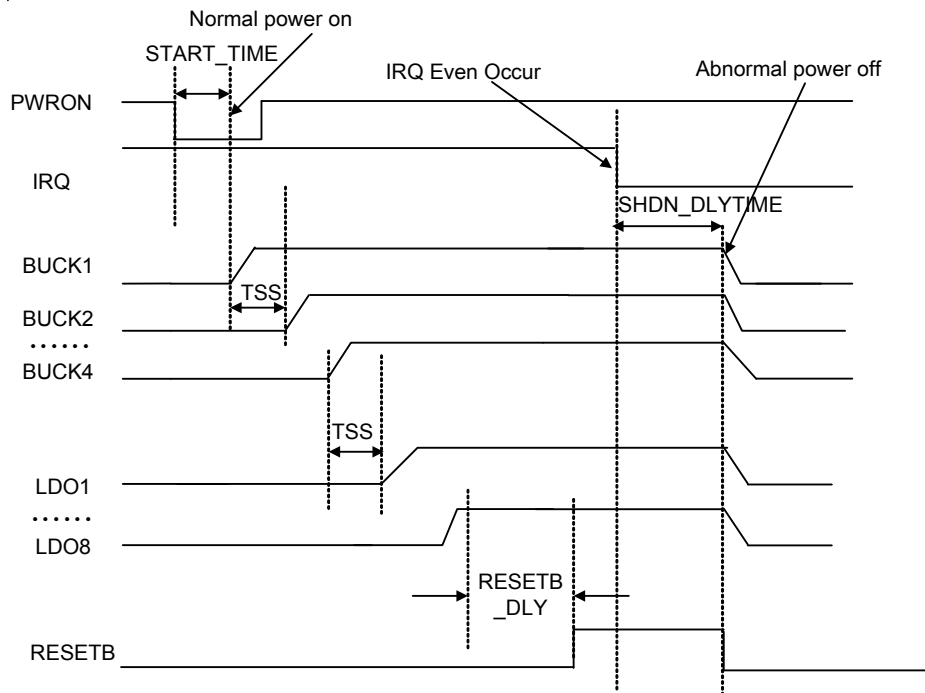 Normal power on
START_TIME
IRQ Even Occur
Abnormal power off
PWRON
IRQ
SHDN_DLYTIME
BUCK1
TSS
BUCK2
......
BUCK4
TSS
LDO1
......
LDO8
RESETB
_DLY
RESETB